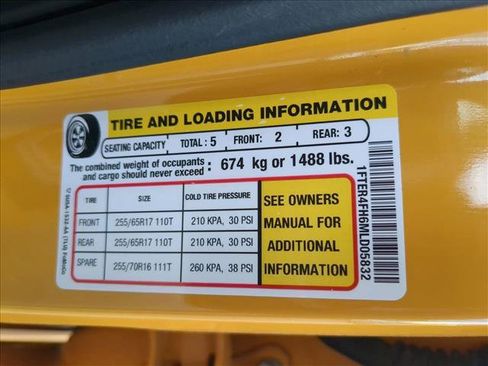 TIRE AND LOADING INFORMATION
SEATING CAPACITY TOTAL : 5 FRONT: 2 REAR: 3
The combined weight of occupants and cargo should never exceed : 674 kg or 1488 lbs.
TIRE SIZE COLD TIRE PRESSURE
FRONT 255/65R17 110T 210 KPA, 30 PSI
REAR 255/65R17 110T 210 KPA, 30 PSI
SPARE 255/70R16 111T 260 KPA, 38 PSI
SEE OWNERS
MANUAL FOR
ADDITIONAL
INFORMATION
1FTER4FH6MLD05832